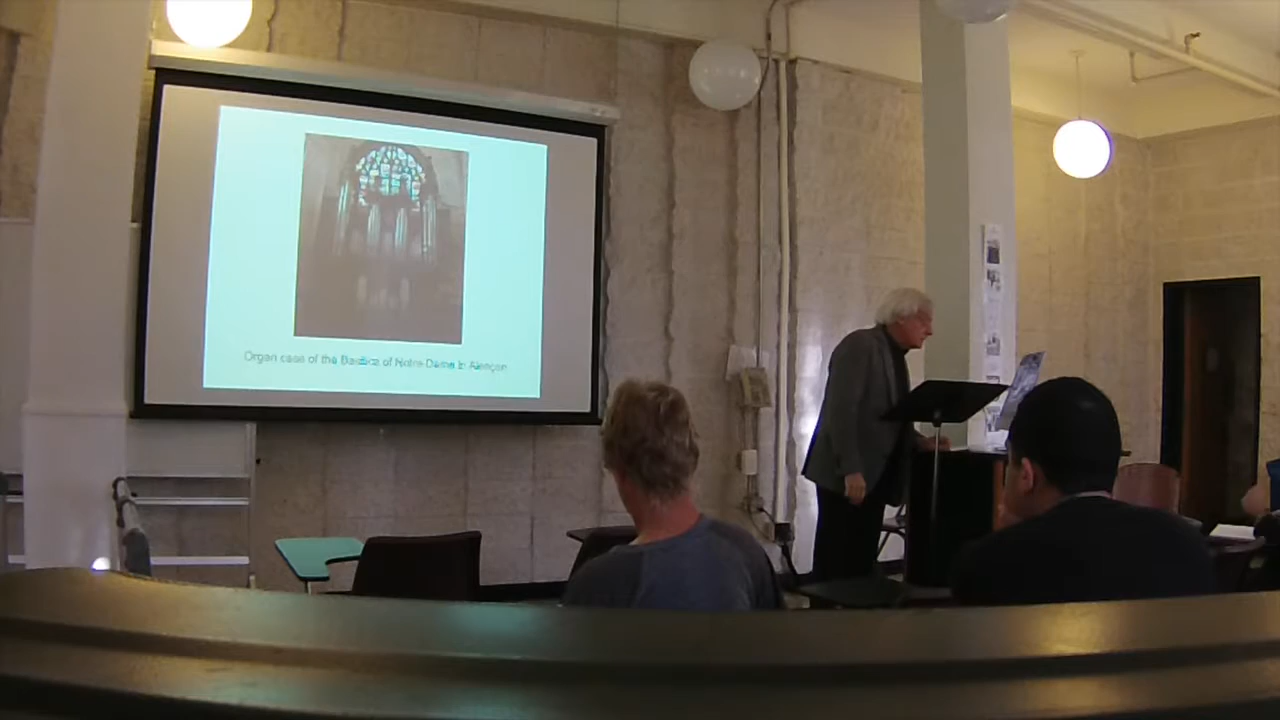 Organ case of the Basilica of Notre-Dame in Alençon